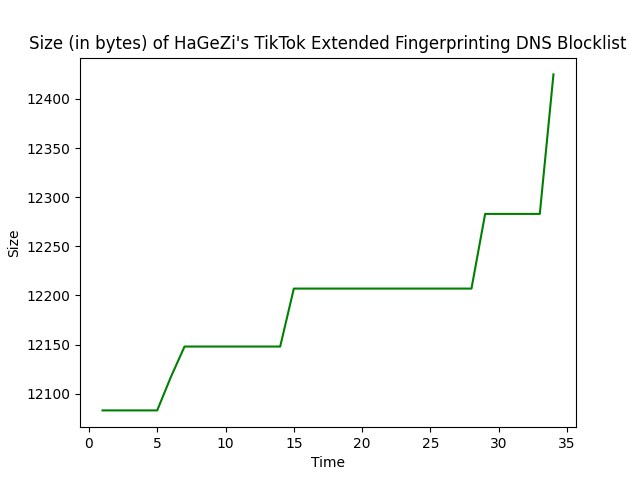 Size (in bytes) of HaGeZi's TikTok Extended Fingerprinting DNS Blocklist
12400
12350
12300
12250
12200
12150
12100
Size
0 5 10 15 20 25 30 35
Time